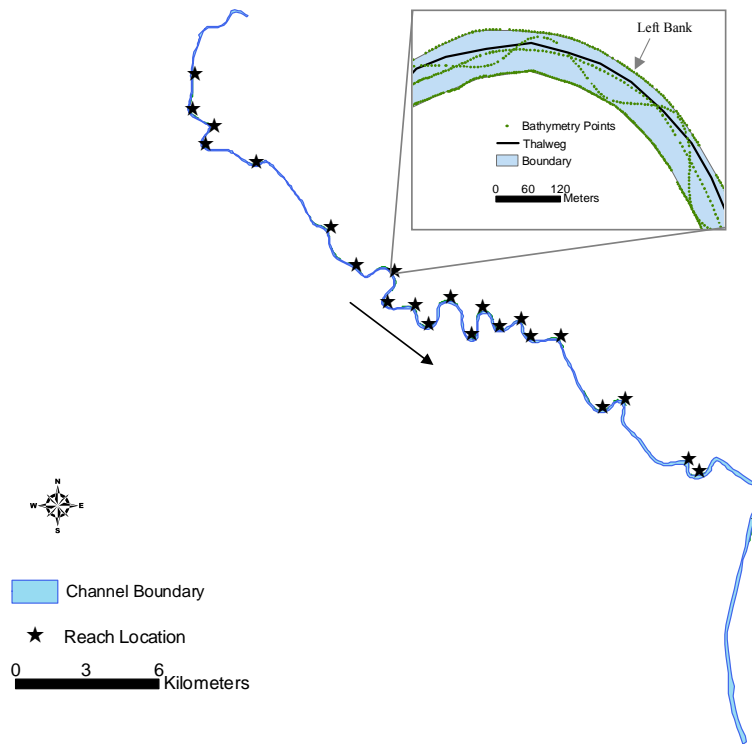 Left Bank
Bathymetry Points
Thalweg
Boundary
0 60 120
Meters
N
W E
S
Channel Boundary
Reach Location
0 3 6
Kilometers